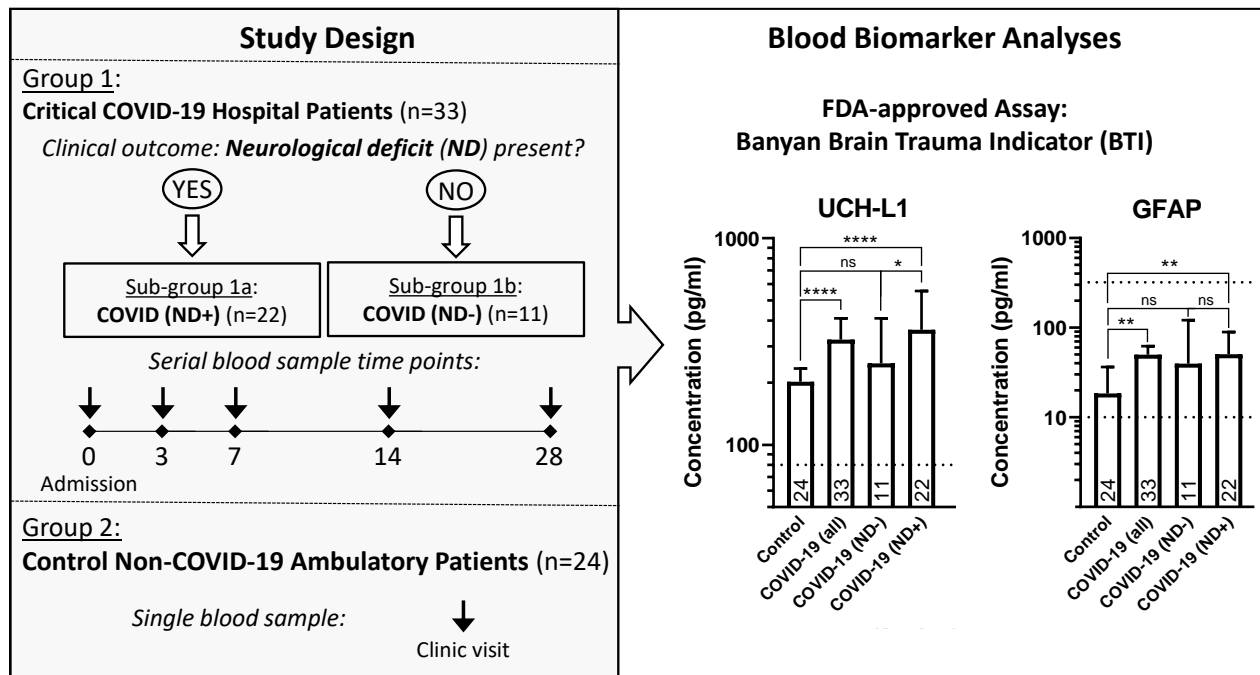 Study Design
Group 1:
Critical COVID-19 Hospital Patients (n=33)
Clinical outcome: Neurological deficit (ND) present?
YES
NO
Sub-group 1a:
COVID (ND+) (n=22)
Sub-group 1b:
COVID (ND-) (n=11)
Serial blood sample time points:
0 3 7 14 28
Admission
Group 2:
Control Non-COVID-19 Ambulatory Patients (n=24)
Single blood sample:
Clinic visit
Blood Biomarker Analyses
FDA-approved Assay:
Banyan Brain Trauma Indicator (BTI)
UCH-L1
Concentration (pg/ml)
1000
100
****
ns
*
****
24 33 11 22
Control
COVID-19 (all)
COVID-19 (ND-)
COVID-19 (ND+)
GFAP
Concentration (pg/ml)
1000
100
10
1
**
ns
ns
**
24 33 11 22
Control
COVID-19 (all)
COVID-19 (ND-)
COVID-19 (ND+)